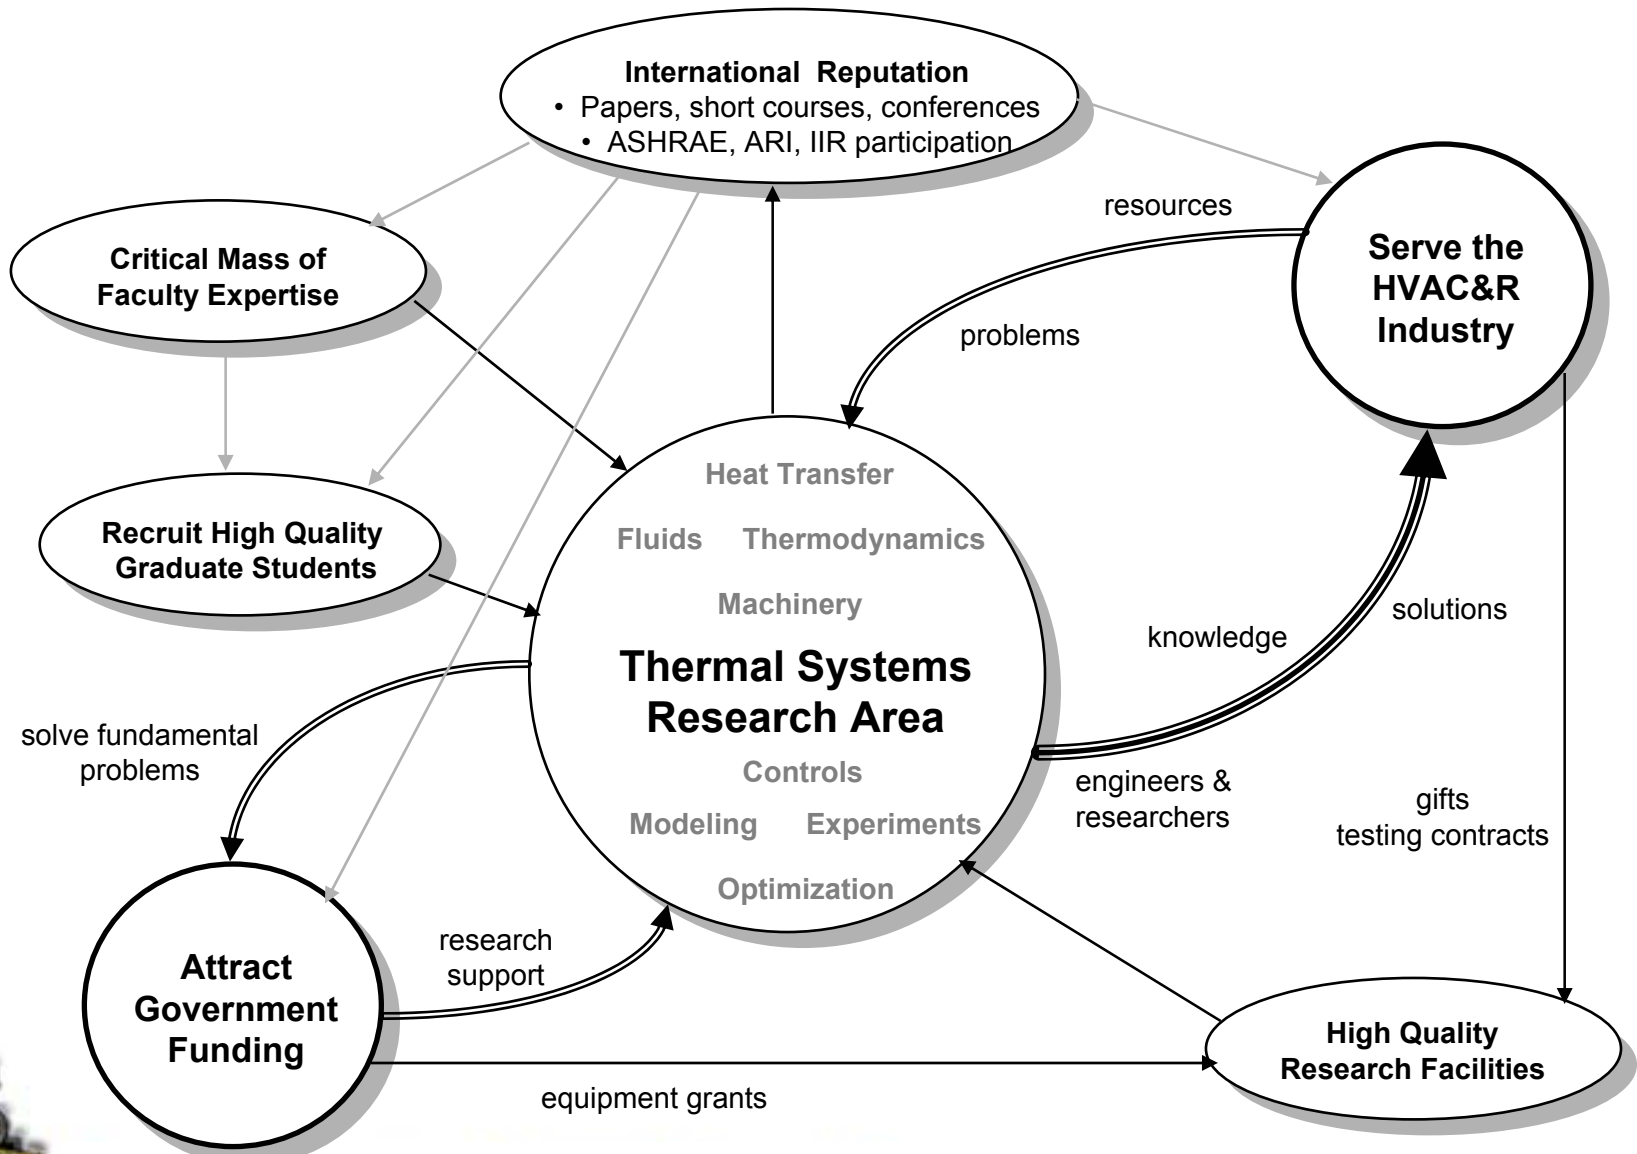 International Reputation
• Papers, short courses, conferences
• ASHRAE, ARI, IIR participation
resources
Serve the
HVAC&R
Industry
Critical Mass of
Faculty Expertise
problems
Heat Transfer
Fluids Thermodynamics
Machinery
Recruit High Quality
Graduate Students
Thermal Systems
Research Area
knowledge
solutions
solve fundamental
problems
Controls
Modeling Experiments
Optimization
engineers &
researchers
gifts
testing contracts
research
support
Attract
Government
Funding
High Quality
Research Facilities
equipment grants